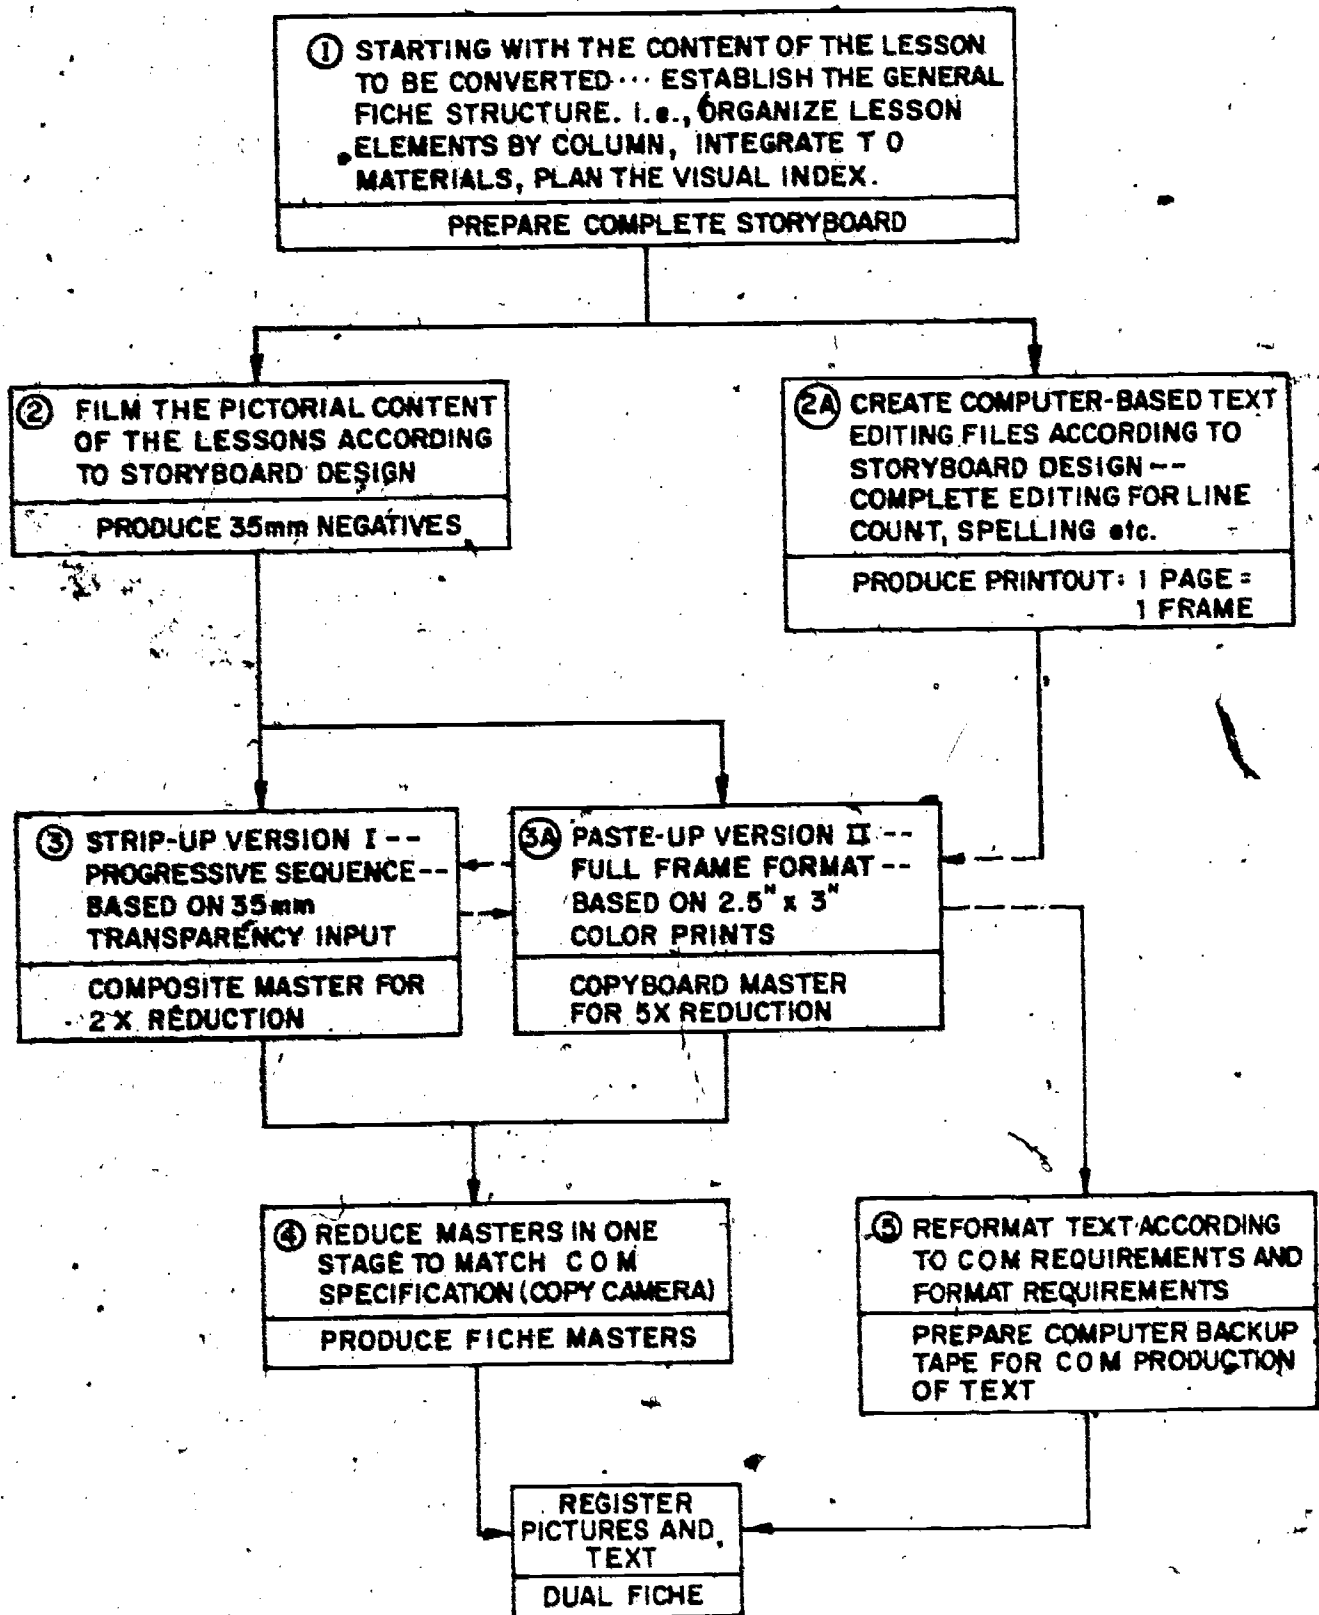 ① STARTING WITH THE CONTENT OF THE LESSON
TO BE CONVERTED... ESTABLISH THE GENERAL
FICHE STRUCTURE. i.e., ORGANIZE LESSON
ELEMENTS BY COLUMN, INTEGRATE T O
MATERIALS, PLAN THE VISUAL INDEX.
PREPARE COMPLETE STORYBOARD
② FILM THE PICTORIAL CONTENT
OF THE LESSONS ACCORDING
TO STORYBOARD DESIGN
PRODUCE 35mm NEGATIVES
2A CREATE COMPUTER-BASED TEXT
EDITING FILES ACCORDING TO
STORYBOARD DESIGN--
COMPLETE EDITING FOR LINE
COUNT, SPELLING etc.
PRODUCE PRINTOUT: 1 PAGE =
1 FRAME
③ STRIP-UP VERSION I--
PROGRESSIVE SEQUENCE--
BASED ON 35mm
TRANSPARENCY INPUT
COMPOSITE MASTER FOR
2X REDUCTION
3A PASTE-UP VERSION II--
FULL FRAME FORMAT--
BASED ON 2.5" x 3"
COLOR PRINTS
COPYBOARD MASTER
FOR 5X REDUCTION
④ REDUCE MASTERS IN ONE
STAGE TO MATCH C O M
SPECIFICATION (COPY CAMERA)
PRODUCE FICHE MASTERS
⑤ REFORMAT TEXT ACCORDING
TO COM REQUIREMENTS AND
FORMAT REQUIREMENTS
PREPARE COMPUTER BACKUP
TAPE FOR COM PRODUCTION
OF TEXT
REGISTER
PICTURES AND
TEXT
DUAL FICHE